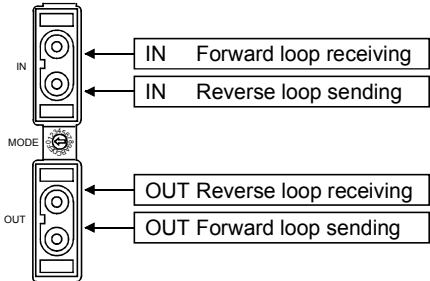 IN Forward loop receiving
IN
IN Reverse loop sending
MODE
OUT Reverse loop receiving
OUT
OUT Forward loop sending